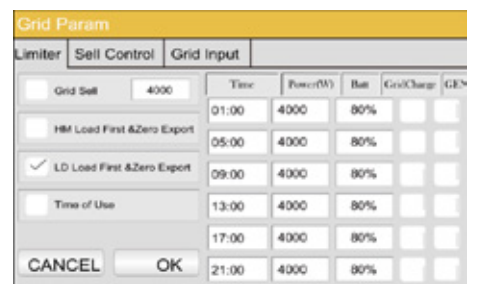 Grid Param
Limiter Sell Control Grid Input
Grid Sell 4000
HM Load First &Zero Export
LD Load First &Zero Export
Time of Use
CANCEL OK
Time Power(W) Batt GridCharge GEN
01:00 4000 80%
05:00 4000 80%
09:00 4000 80%
13:00 4000 80%
17:00 4000 80%
21:00 4000 80%